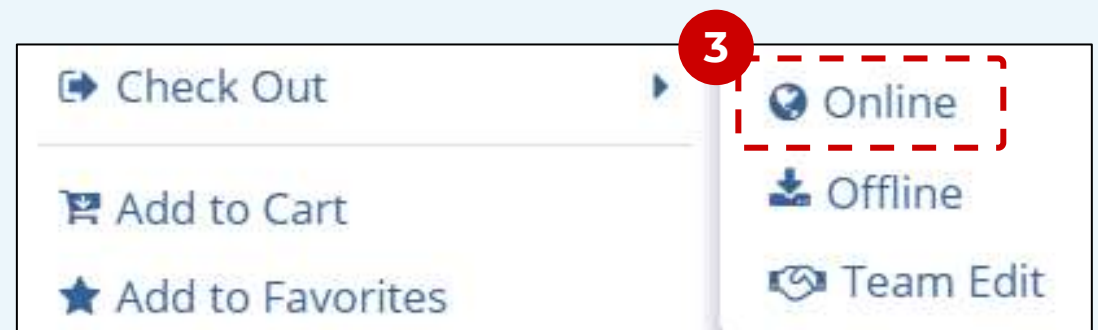 Check Out
Add to Cart
Add to Favorites
3
Online
Offline
Team Edit